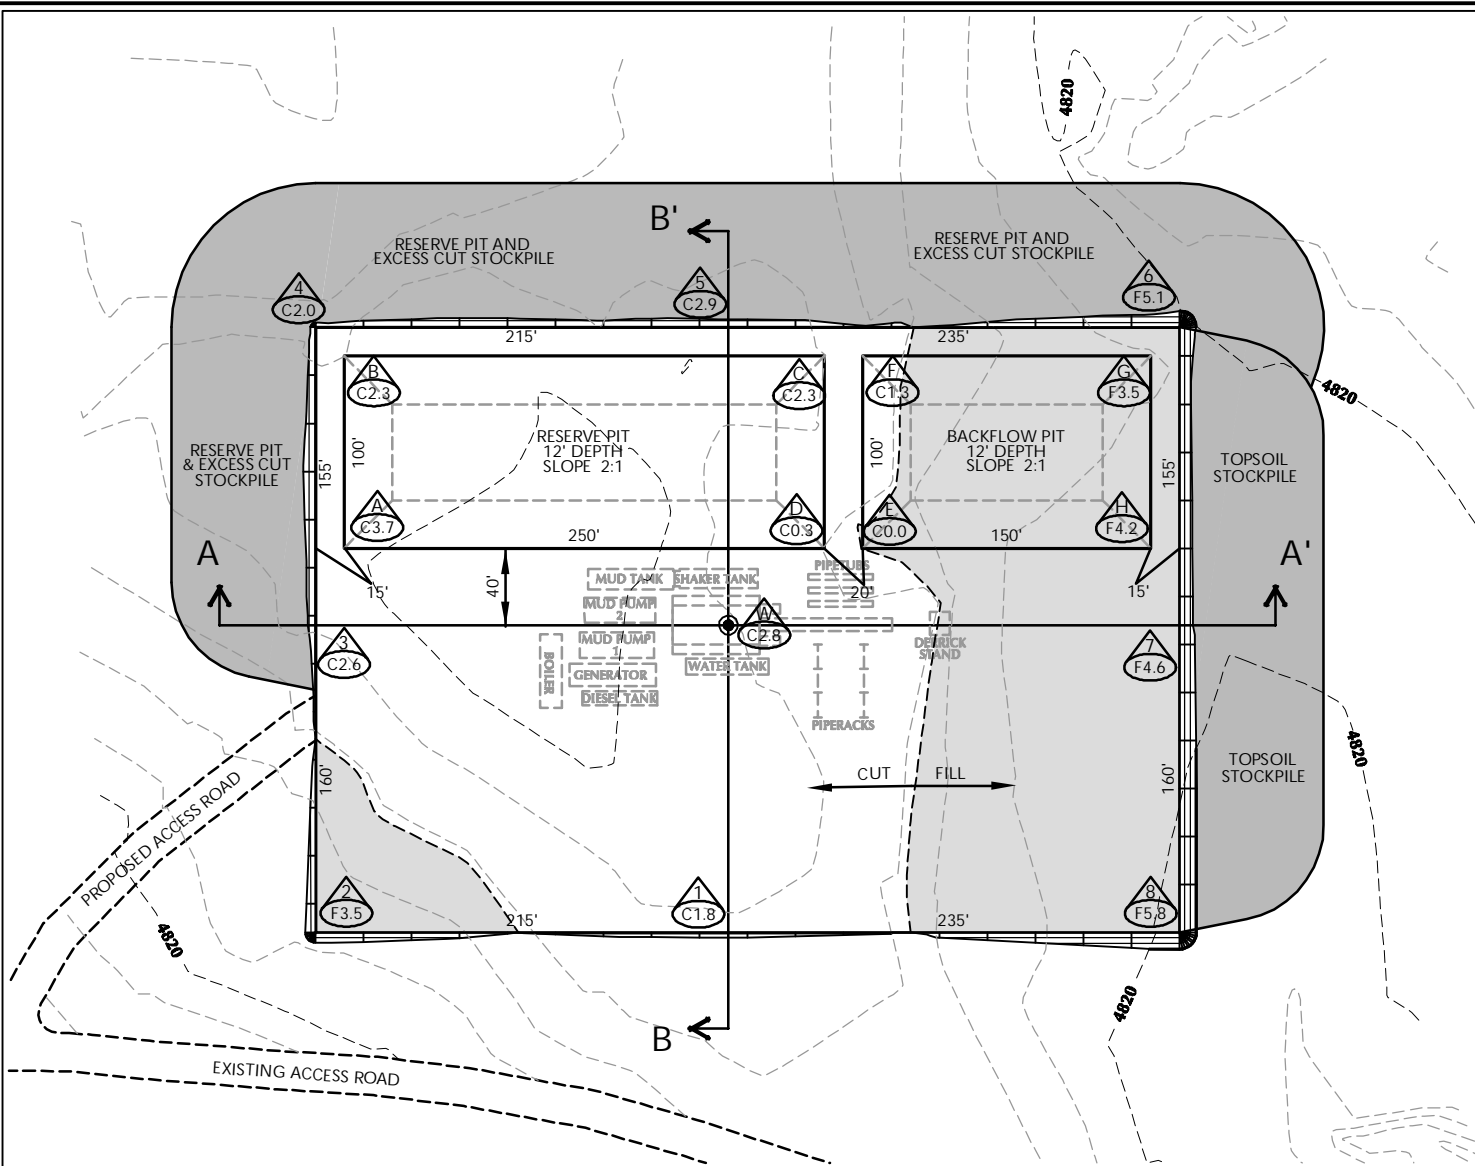 4820
B'
RESERVE PIT AND
EXCESS CUT STOCKPILE
RESERVE PIT AND
EXCESS CUT STOCKPILE
4
C2.0
5
C2.9
6
F5.1
215'
235'
B
C2.3
C
C2.3
F
C1.3
G
F3.5
4820
RESERVE PIT
& EXCESS CUT
STOCKPILE
155'
100'
RESERVE PIT
12' DEPTH
SLOPE 2:1
100'
BACKFLOW PIT
12' DEPTH
SLOPE 2:1
155'
TOPSOIL
STOCKPILE
A
C3.7
D
C0.3
E
C0.0
H
F4.2
250'
150'
A
A'
15'
40'
MUD TANK
SHAKER TANK
PIPETUBS
20'
15'
MUD PUMP
2
W
C2.8
MUD PUMP
1
3
C2.6
BOILER
GENERATOR
WATER TANK
DERRICK
STAND
7
F4.6
DIESEL TANK
PIPERACKS
4820
160'
CUT
FILL
160'
TOPSOIL
STOCKPILE
PROPOSED ACCESS ROAD
2
F3.5
1
C1.8
8
F5.8
215'
235'
4820
4820
B
EXISTING ACCESS ROAD